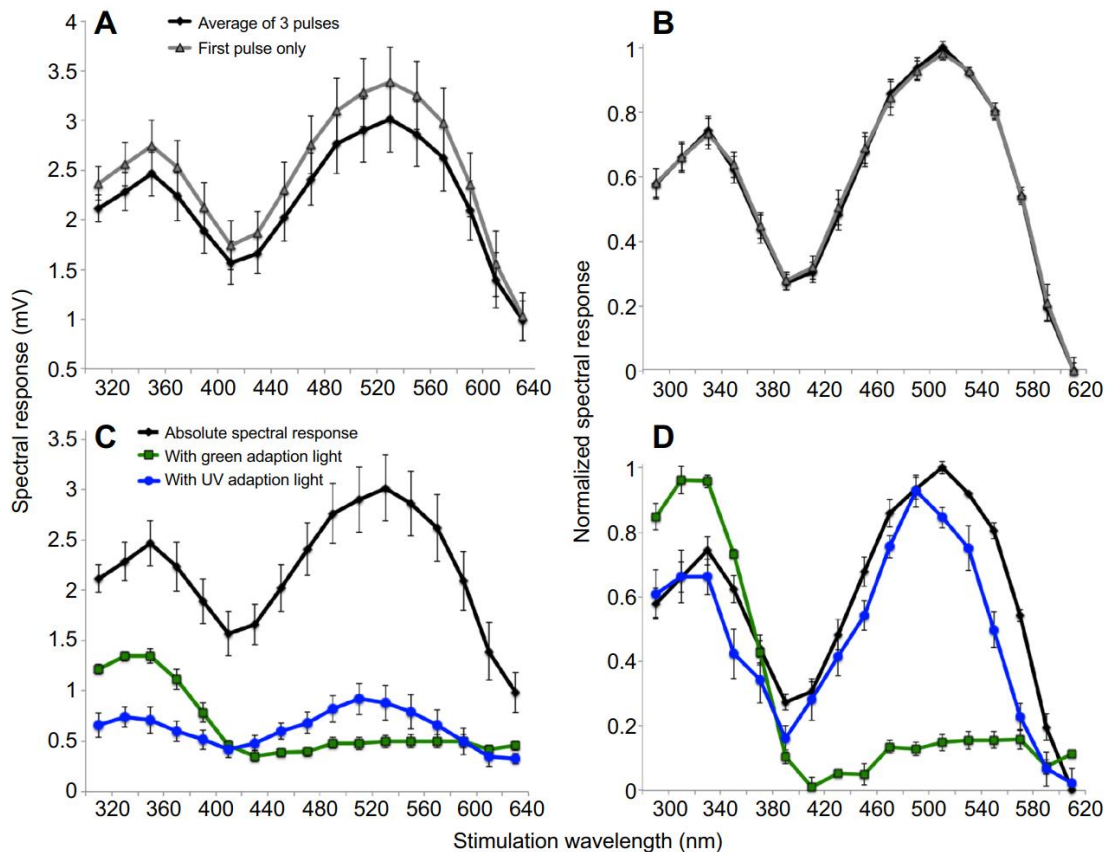 A
Average of 3 pulses
First pulse only
4
3.5
3
2.5
2
1.5
1
0.5
320 360 400 440 480 520 560 600 640
B
1
0.8
0.6
0.4
0.2
0
300 340 380 420 460 500 540 580 620
Spectral response (mV)
Normalized spectral response
C
Absolute spectral response
With green adaption light
With UV adaption light
3.5
3
2.5
2
1.5
1
0.5
0
320 360 400 440 480 520 560 600 640
D
1
0.8
0.6
0.4
0.2
0
300 340 380 420 460 500 540 580 620
Stimulation wavelength (nm)